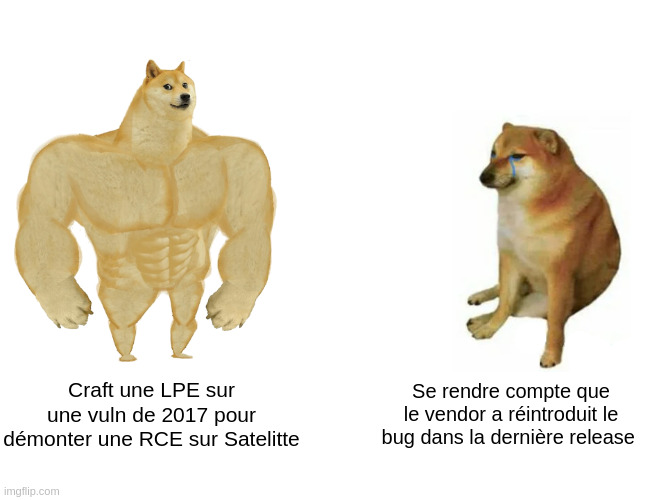 Craft une LPE sur
une vuln de 2017 pour
démonter une RCE sur Satelitte
Se rendre compte que
le vendor a réintroduit le
bug dans la dernière release
imgflip.com